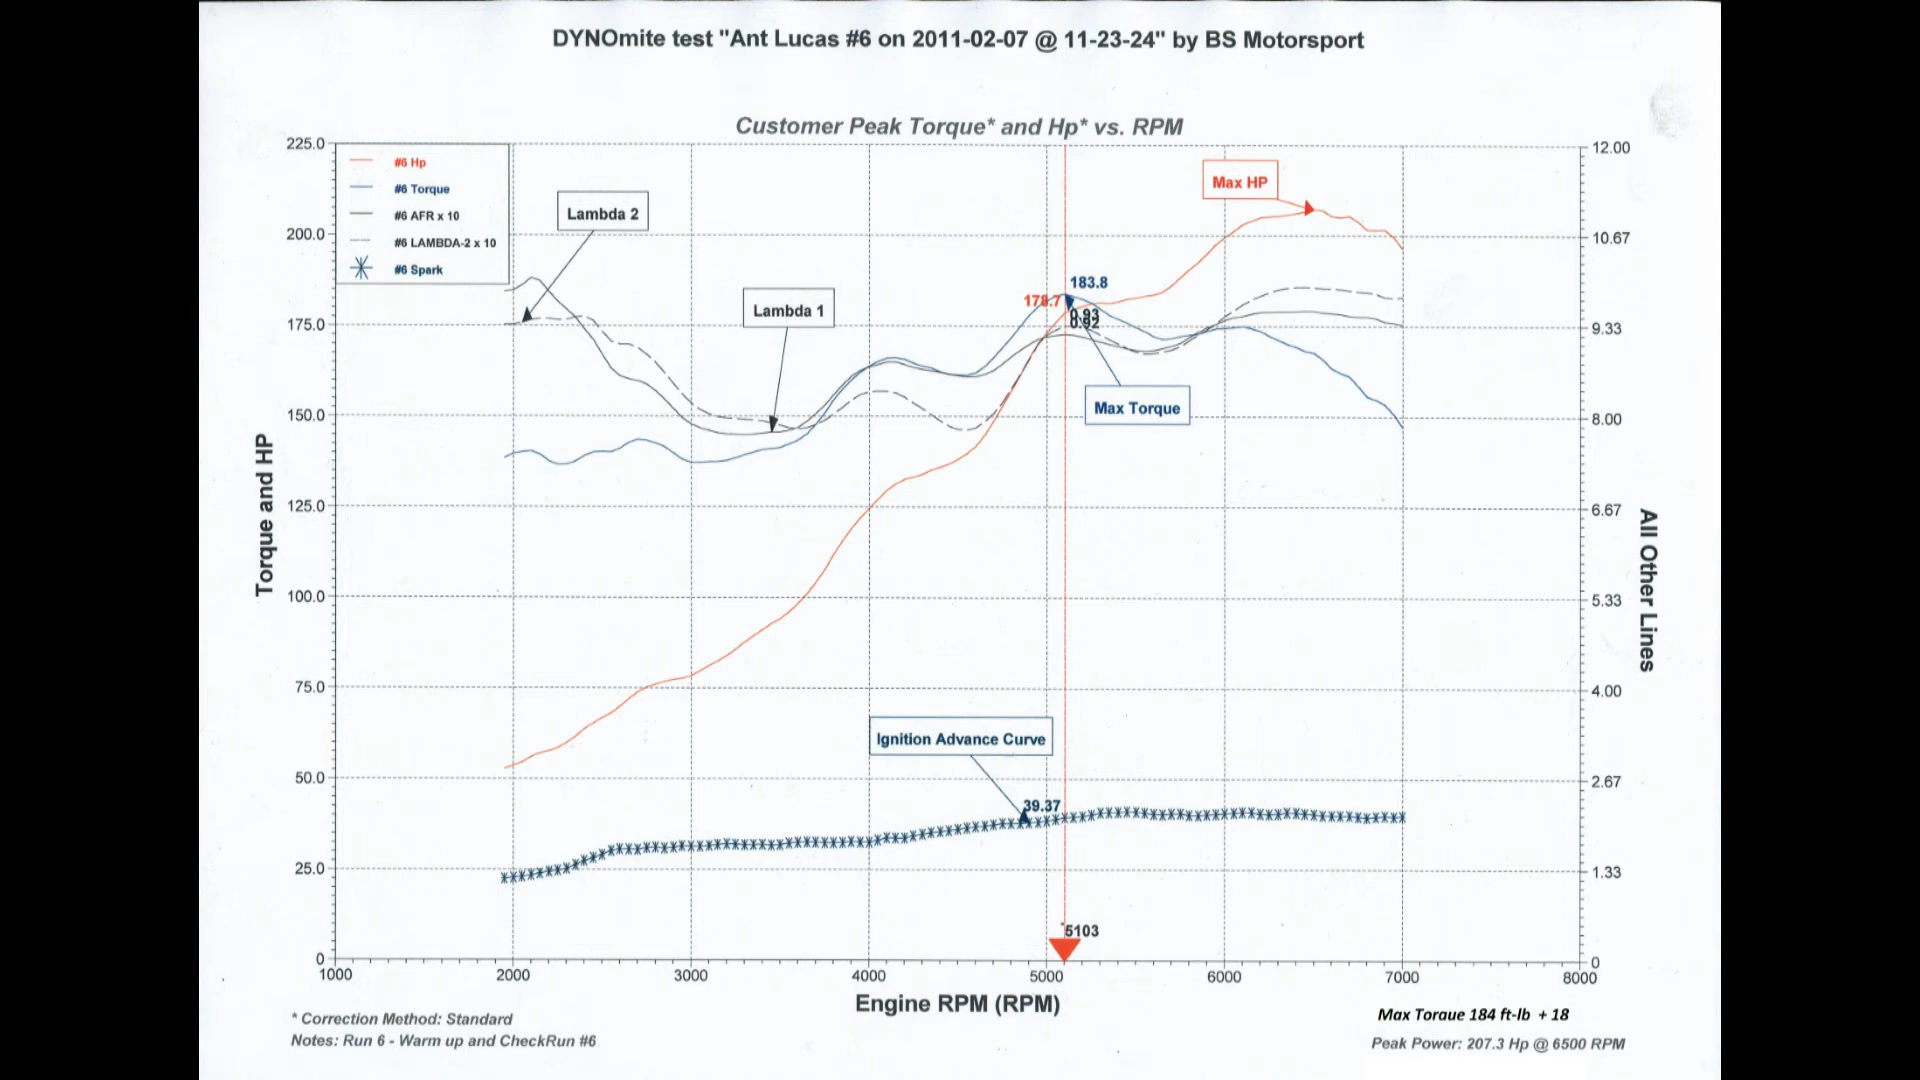 DYNOmite test "Ant Lucas #6 on 2011-02-07 @ 11-23-24" by BS Motorsport
Customer Peak Torque* and Hp* vs. RPM
#6 Hp
#6 Torque
#6 AFR x 10
#6 LAMBDA-2 x 10
#6 Spark
Lambda 2
Lambda 1
Max HP
183.8
178.7
0.93
0.92
Max Torque
Ignition Advance Curve
39.37
5103
Torque and HP
225.0
200.0
175.0
150.0
125.0
100.0
75.0
50.0
25.0
0
All Other Lines
12.00
10.67
9.33
8.00
6.67
5.33
4.00
2.67
1.33
0
1000 2000 3000 4000 5000 6000 7000 8000
Engine RPM (RPM)
* Correction Method: Standard
Notes: Run 6 - Warm up and CheckRun #6
Max Torque 184 ft-lb + 18
Peak Power: 207.3 Hp @ 6500 RPM